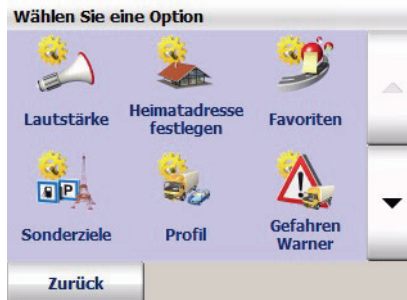 Wählen Sie eine Option
Lautstärke
Heimatadresse
festlegen
Favoriten
P
Sonderziele
Profil
Gefahren
Warner
Zurück